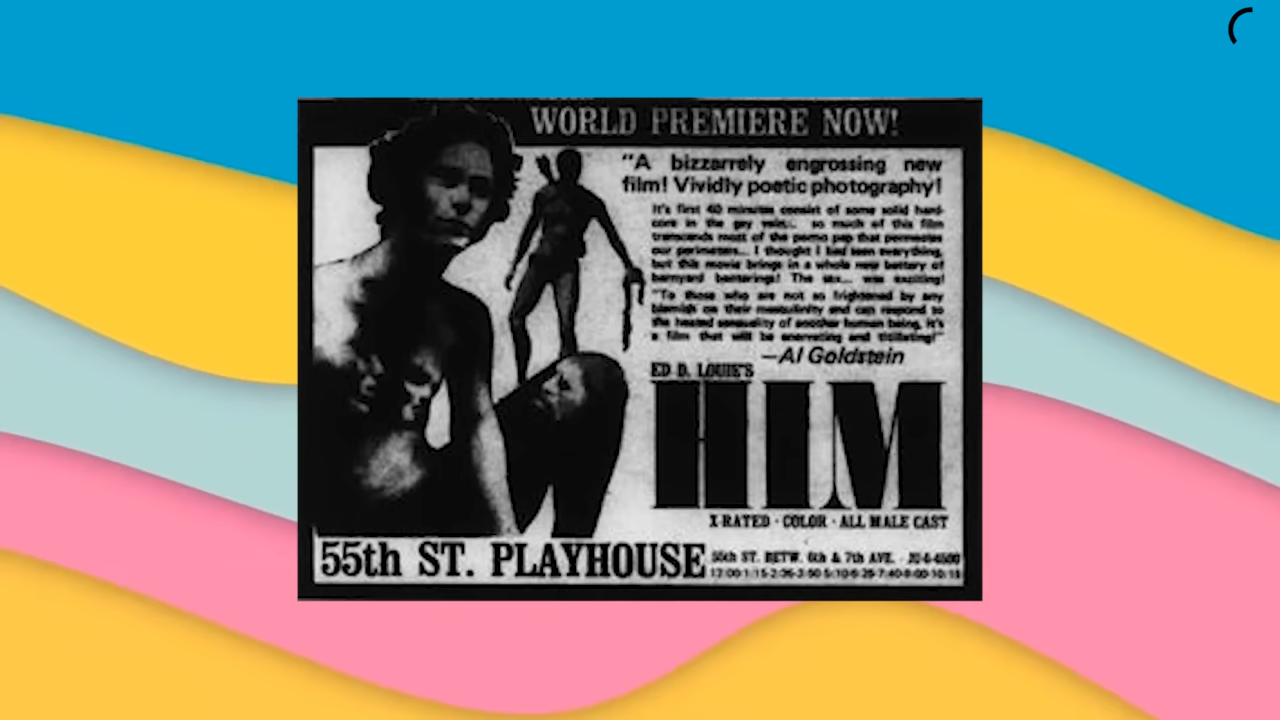 WORLD PREMIERE NOW!
"A bizzarrely engrossing new
film! Vividly poetic photography!
It's first 40 minutes consist of some solid hard-
core in the gay vein... so much of this film
transcends most of the porno pap that permeates
our perimeters... I thought I had seen everything,
but this movie brings in a whole new battery of
barnyard banterings! The sex... was exciting!
"To those who are not so frightened by any
blemish on their masculinity and can respond to
the heated sensuality of another human being, it's
a film that will be enervating and titillating!"
—Al Goldstein
ED D. LOUIE'S
HIM
X-RATED · COLOR · ALL MALE CAST
55th ST. PLAYHOUSE
55th ST. BETW. 6th & 7th AVE.